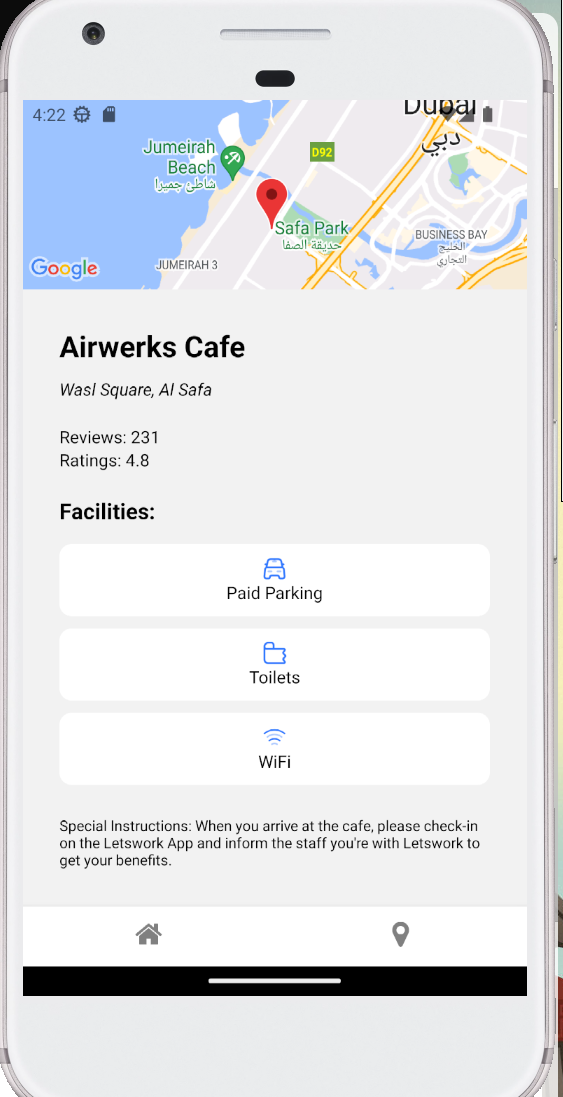 4:22
Dubai
دبي
Jumeirah
Beach
شاطئ جميرا
D92
Safa Park
حديقة الصفا
BUSINESS BAY
الخليج
التجاري
JUMEIRAH 3
Google
Airwerks Cafe
Wasl Square, Al Safa
Reviews: 231
Ratings: 4.8
Facilities:
Paid Parking
Toilets
WiFi
Special Instructions: When you arrive at the cafe, please check-in
on the Letswork App and inform the staff you're with Letswork to
get your benefits.